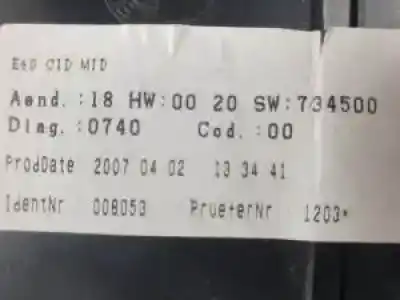 E60 CID MID
Aend.:18 HW:00 20 SW:734500
Diag.:0740 Cod.:00
ProdDate 2007 04 02 13 34 41
IdentNr 008053 PrueferNr 1203*